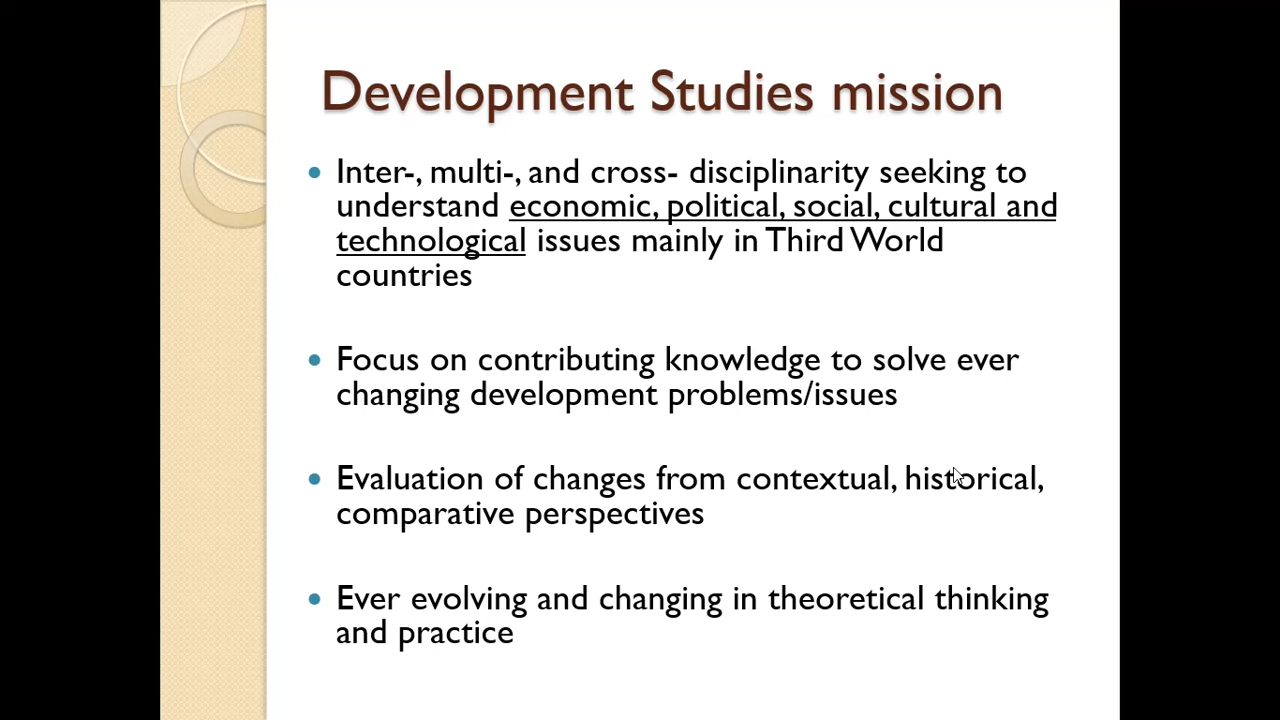 Development Studies mission
• Inter-, multi-, and cross- disciplinarity seeking to
understand economic, political, social, cultural and
technological issues mainly in Third World
countries
• Focus on contributing knowledge to solve ever
changing development problems/issues
• Evaluation of changes from contextual, historical,
comparative perspectives
• Ever evolving and changing in theoretical thinking
and practice